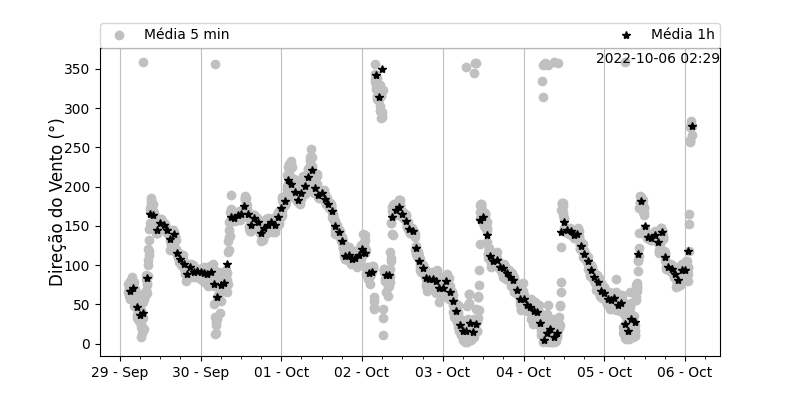 Média 5 min
Média 1h
2022-10-06 02:29
Direção do Vento (°)
350
300
250
200
150
100
50
0
29 - Sep
30 - Sep
01 - Oct
02 - Oct
03 - Oct
04 - Oct
05 - Oct
06 - Oct